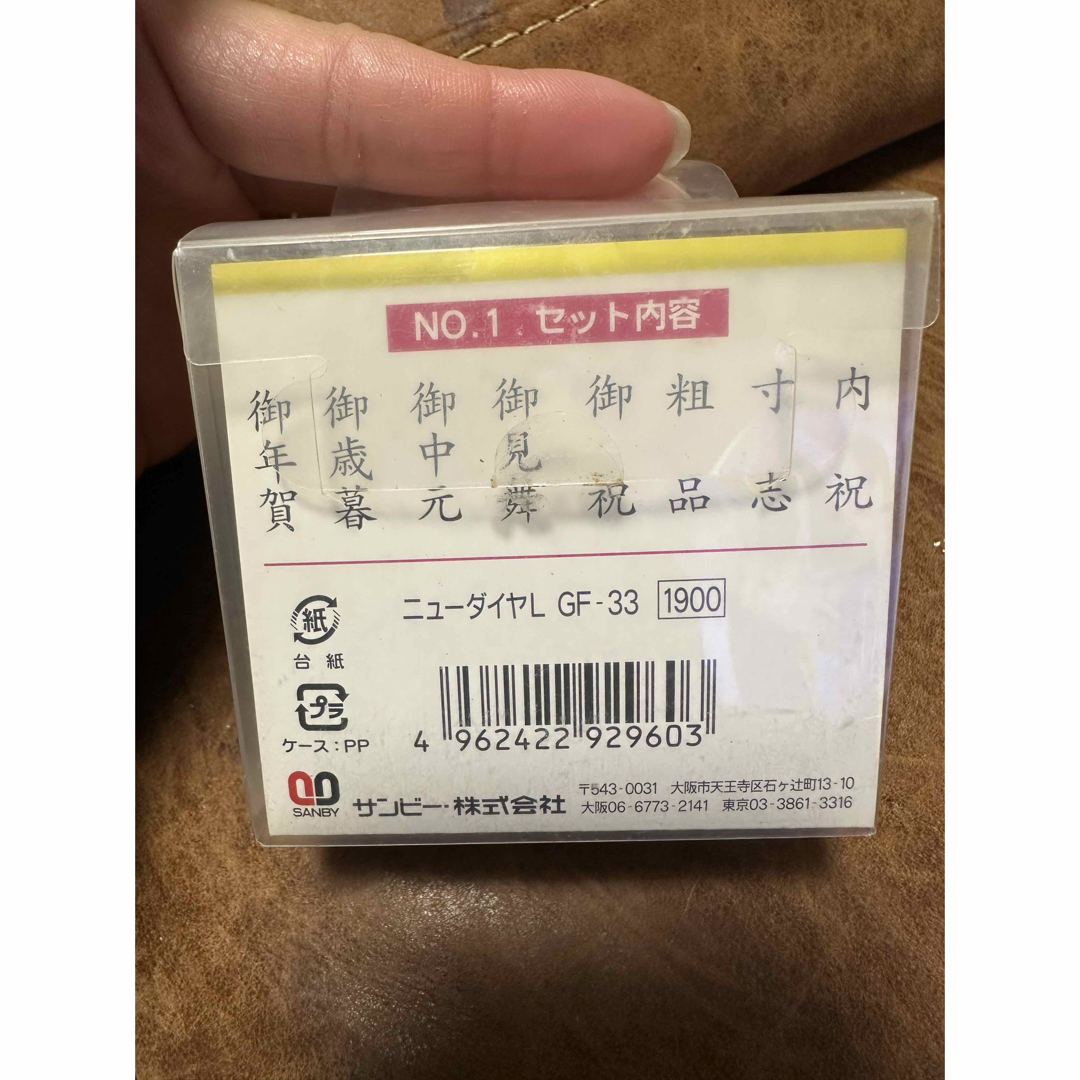 NO.1 セット内容
内祝
寸志
粗品
御祝
御見舞
御中元
御歳暮
御年賀
紙
台紙
ニューダイヤL GF-33 1900
プラ
ケース:PP
4 962422 929603
SANBY
サンビー・株式会社
〒543-0031 大阪市天王寺区石ヶ辻町13-10
大阪06-6773-2141 東京03-3861-3316